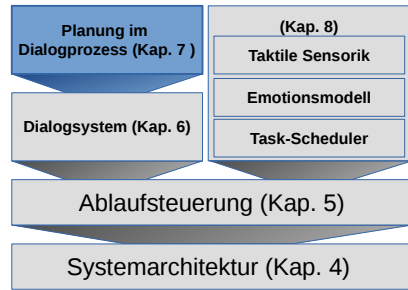 Planung im
Dialogprozess (Kap. 7 )
Dialogsystem (Kap. 6)
(Kap. 8)
Taktile Sensorik
Emotionsmodell
Task-Scheduler
Ablaufsteuerung (Kap. 5)
Systemarchitektur (Kap. 4)